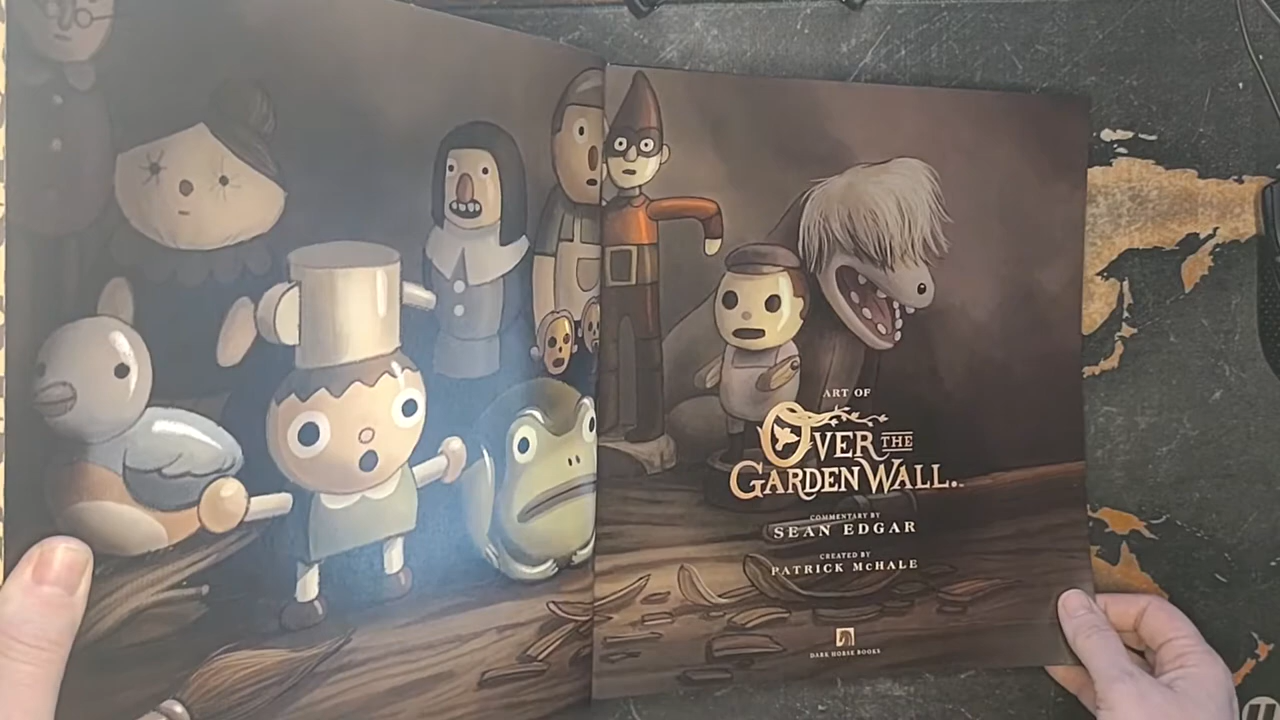 ART OF
OVER THE
GARDEN WALL.
COMMENTARY BY
SEAN EDGAR
CREATED BY
PATRICK McHALE
DARK HORSE BOOKS